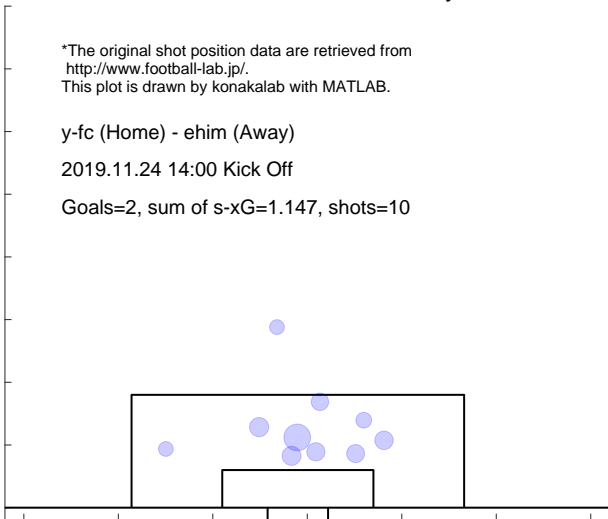 *The original shot position data are retrieved from
http://www.football-lab.jp/.
This plot is drawn by konakalab with MATLAB.
y-fc (Home) - ehim (Away)
2019.11.24 14:00 Kick Off
Goals=2, sum of s-xG=1.147, shots=10